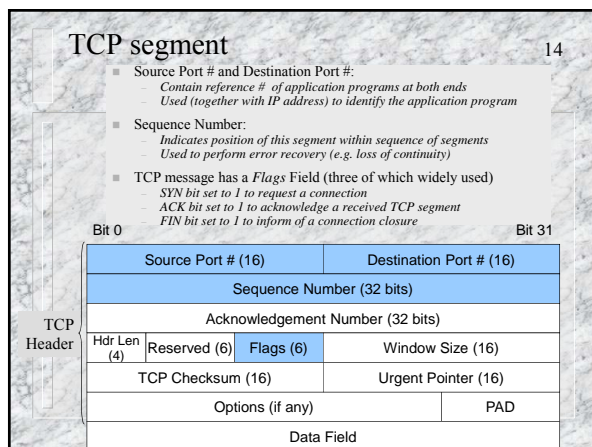 TCP segment
14
Source Port # and Destination Port #:
– Contain reference # of application programs at both ends
– Used (together with IP address) to identify the application program
Sequence Number:
– Indicates position of this segment within sequence of segments
– Used to perform error recovery (e.g. loss of continuity)
TCP message has a Flags Field (three of which widely used)
– SYN bit set to 1 to request a connection
– ACK bit set to 1 to acknowledge a received TCP segment
– FIN bit set to 1 to inform of a connection closure
Bit 0 Bit 31
Source Port # (16) Destination Port # (16)
Sequence Number (32 bits)
Acknowledgement Number (32 bits)
TCP
Header
Hdr Len
(4)
Reserved (6) Flags (6) Window Size (16)
TCP Checksum (16) Urgent Pointer (16)
Options (if any) PAD
Data Field